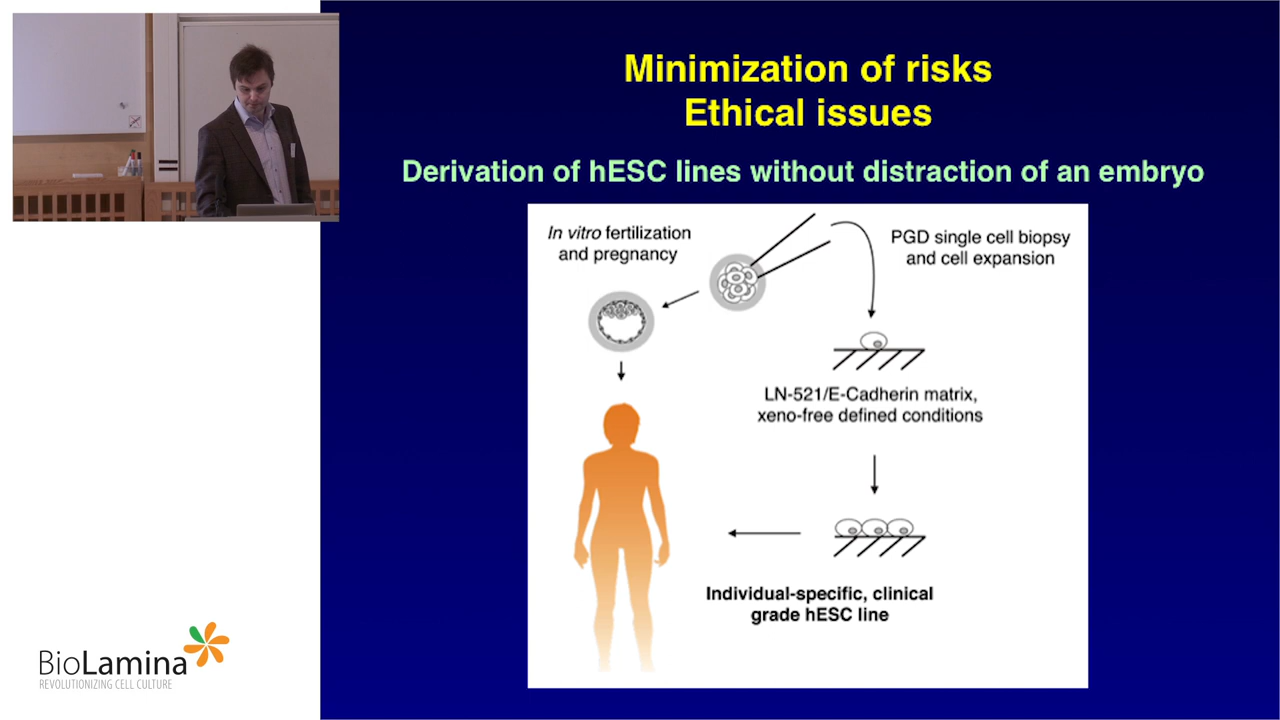 Minimization of risks
Ethical issues
Derivation of hESC lines without distraction of an embryo
In vitro fertilization
and pregnancy
PGD single cell biopsy
and cell expansion
LN-521/E-Cadherin matrix,
xeno-free defined conditions
Individual-specific, clinical
grade hESC line
BioLamina
REVOLUTIONIZING CELL CULTURE